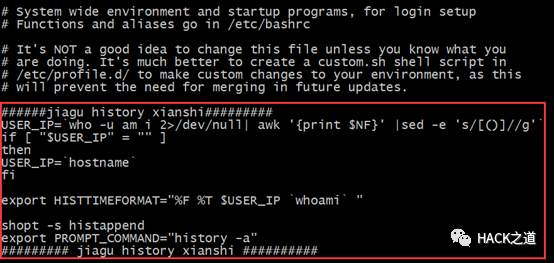 # System wide environment and startup programs, for login setup
# Functions and aliases go in /etc/bashrc

# It's NOT a good idea to change this file unless you know what you
# are doing. It's much better to create a custom.sh shell script in
# /etc/profile.d/ to make custom changes to your environment, as this
# will prevent the need for merging in future updates.

######jiagu history xianshi#########
USER_IP=`who -u am i 2>/dev/null| awk '{print $NF}' |sed -e 's/[()]//g'`
if [ "$USER_IP" = "" ]
then
USER_IP=`hostname`
fi

export HISTTIMEFORMAT="%F %T $USER_IP `whoami` "

shopt -s histappend
export PROMPT_COMMAND="history -a"
######### jiagu history xianshi ##########
HACK之道